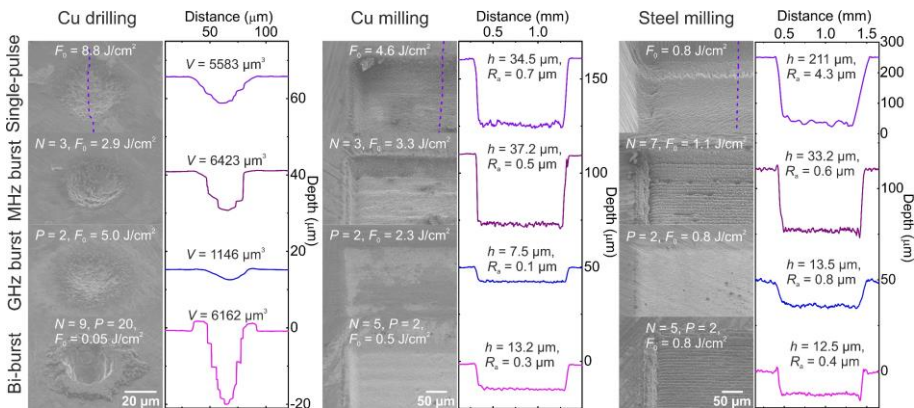 Cu drilling
Distance (μm)
50 100
Cu milling
Distance (mm)
0.5 1.0
Steel milling
Distance (mm)
0.5 1.0 1.5
Single-pulse
F₀ = 8.8 J/cm²
V = 5583 μm³
60
F₀ = 4.6 J/cm²
h = 34.5 μm,
Rₐ = 0.7 μm
150
F₀ = 0.8 J/cm²
h = 211 μm,
Rₐ = 4.3 μm
300
200
100
0
MHz burst
N = 3, F₀ = 2.9 J/cm²
V = 6423 μm³
40
N = 3, F₀ = 3.3 J/cm²
h = 37.2 μm,
Rₐ = 0.5 μm
100
N = 7, F₀ = 1.1 J/cm²
h = 33.2 μm,
Rₐ = 0.6 μm
100
Depth (μm)
Depth (μm)
Depth (μm)
GHz burst
P = 2, F₀ = 5.0 J/cm²
V = 1146 μm³
20
P = 2, F₀ = 2.3 J/cm²
h = 7.5 μm,
Rₐ = 0.1 μm
50
P = 2, F₀ = 0.8 J/cm²
h = 13.5 μm,
Rₐ = 0.8 μm
50
Bi-burst
N = 9, P = 20,
F₀ = 0.05 J/cm²
V = 6162 μm³
0
-20
20 μm
N = 5, P = 2,
F₀ = 0.5 J/cm²
h = 13.2 μm,
Rₐ = 0.3 μm
0
50 μm
N = 5, P = 2,
F₀ = 0.8 J/cm²
h = 12.5 μm,
Rₐ = 0.4 μm
0
50 μm